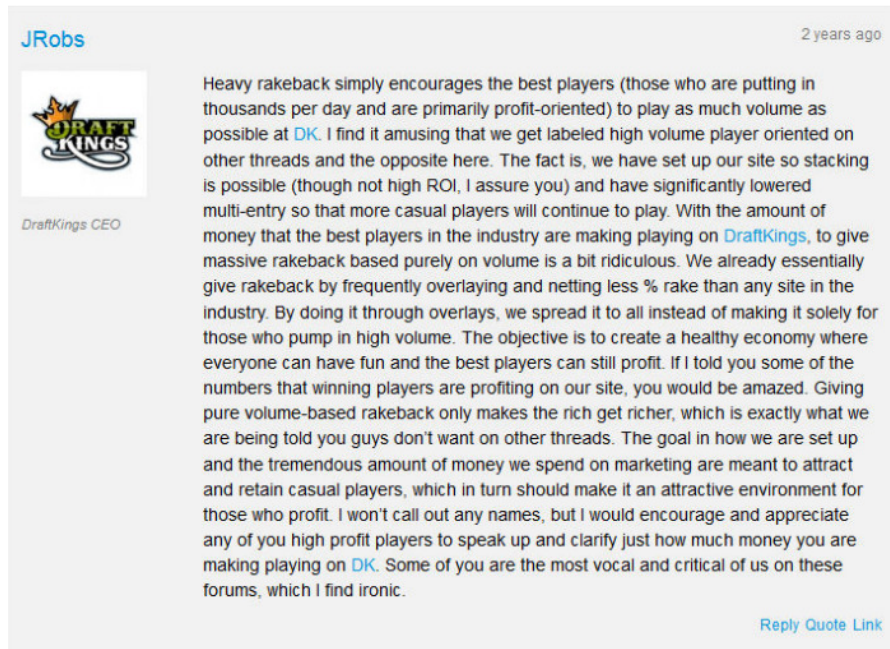 JRobs
2 years ago
DRAFT
KINGS
DraftKings CEO
Heavy rakeback simply encourages the best players (those who are putting in
thousands per day and are primarily profit-oriented) to play as much volume as
possible at DK. I find it amusing that we get labeled high volume player oriented on
other threads and the opposite here. The fact is, we have set up our site so stacking
is possible (though not high ROI, I assure you) and have significantly lowered
multi-entry so that more casual players will continue to play. With the amount of
money that the best players in the industry are making playing on DraftKings, to give
massive rakeback based purely on volume is a bit ridiculous. We already essentially
give rakeback by frequently overlaying and netting less % rake than any site in the
industry. By doing it through overlays, we spread it to all instead of making it solely for
those who pump in high volume. The objective is to create a healthy economy where
everyone can have fun and the best players can still profit. If I told you some of the
numbers that winning players are profiting on our site, you would be amazed. Giving
pure volume-based rakeback only makes the rich get richer, which is exactly what we
are being told you guys don't want on other threads. The goal in how we are set up
and the tremendous amount of money we spend on marketing are meant to attract
and retain casual players, which in turn should make it an attractive environment for
those who profit. I won't call out any names, but I would encourage and appreciate
any of you high profit players to speak up and clarify just how much money you are
making playing on DK. Some of you are the most vocal and critical of us on these
forums, which I find ironic.
Reply Quote Link